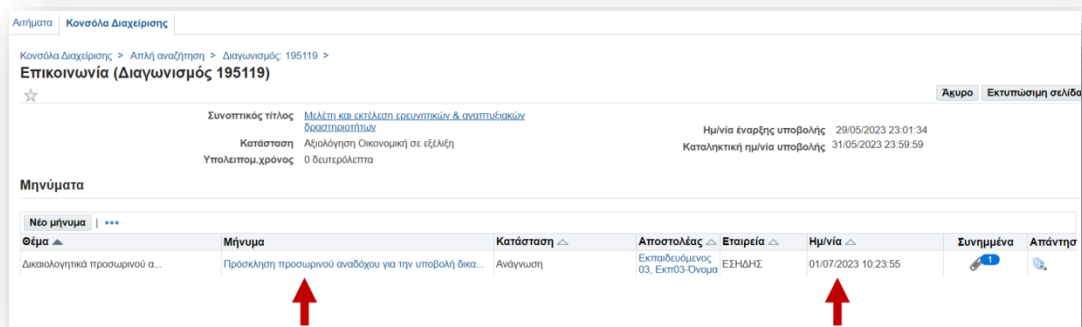 Αιτήματα Κονσόλα Διαχείρισης
Κονσόλα Διαχείρισης > Απλή αναζήτηση > Διαγωνισμός: 195119 >
Επικοινωνία (Διαγωνισμός 195119)
Άκυρο Εκτυπώσιμη σελίδα
Συνοπτικός τίτλος Μελέτη και εκτέλεση ερευνητικών & αναπτυξιακών
δραστηριοτήτων
Ημ/νία έναρξης υποβολής 29/05/2023 23:01:34
Κατάσταση Αξιολόγηση Οικονομική σε εξέλιξη
Καταληκτική ημ/νία υποβολής 31/05/2023 23:59:59
Υπολειπομ.χρόνος 0 δευτερόλεπτα
Μηνύματα
Νέο μήνυμα | •••
Θέμα Μήνυμα Κατάσταση Αποστολέας Εταιρεία Ημ/νία Συνημμένα Απάντησ
Δικαιολογητικά προσωρινού α... Πρόσκληση προσωρινού αναδόχου για την υποβολή δικα... Ανάγνωση Εκπαιδευόμενος ΕΣΗΔΗΣ 01/07/2023 10:23:55 1
03, Εκπ03-Όνομα